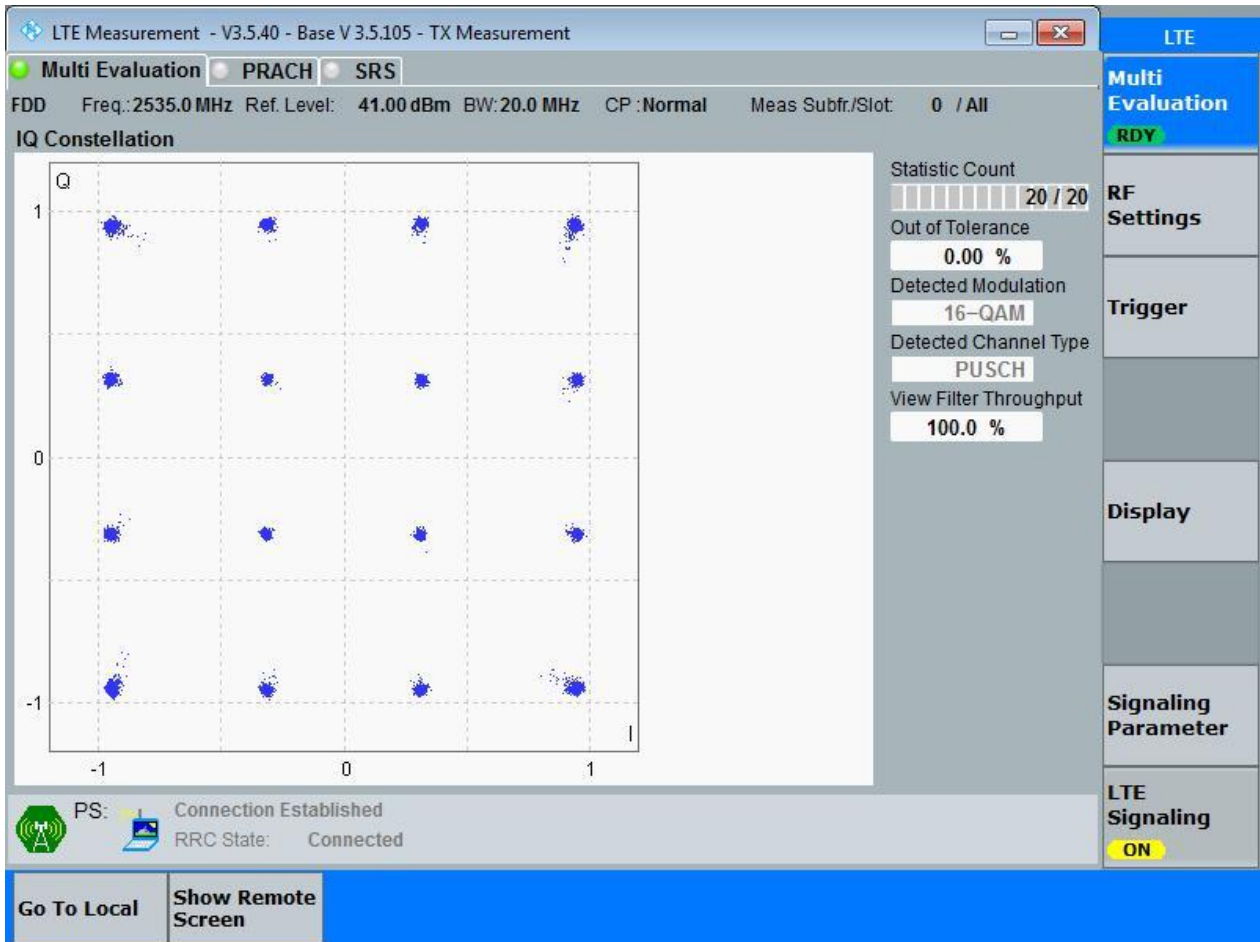 LTE Measurement - V3.5.40 - Base V 3.5.105 - TX Measurement
LTE
Multi Evaluation PRACH SRS
FDD Freq.: 2535.0 MHz Ref. Level: 41.00 dBm BW: 20.0 MHz CP : Normal Meas Subfr./Slot: 0 / All
IQ Constellation
Q
1
0
-1
I
-1 0 1
Statistic Count
20 / 20
Out of Tolerance
0.00 %
Detected Modulation
16-QAM
Detected Channel Type
PUSCH
View Filter Throughput
100.0 %
Multi
Evaluation
RDY
RF
Settings
Trigger
Display
Signaling
Parameter
LTE
Signaling
ON
PS: Connection Established
RRC State: Connected
Go To Local
Show Remote
Screen